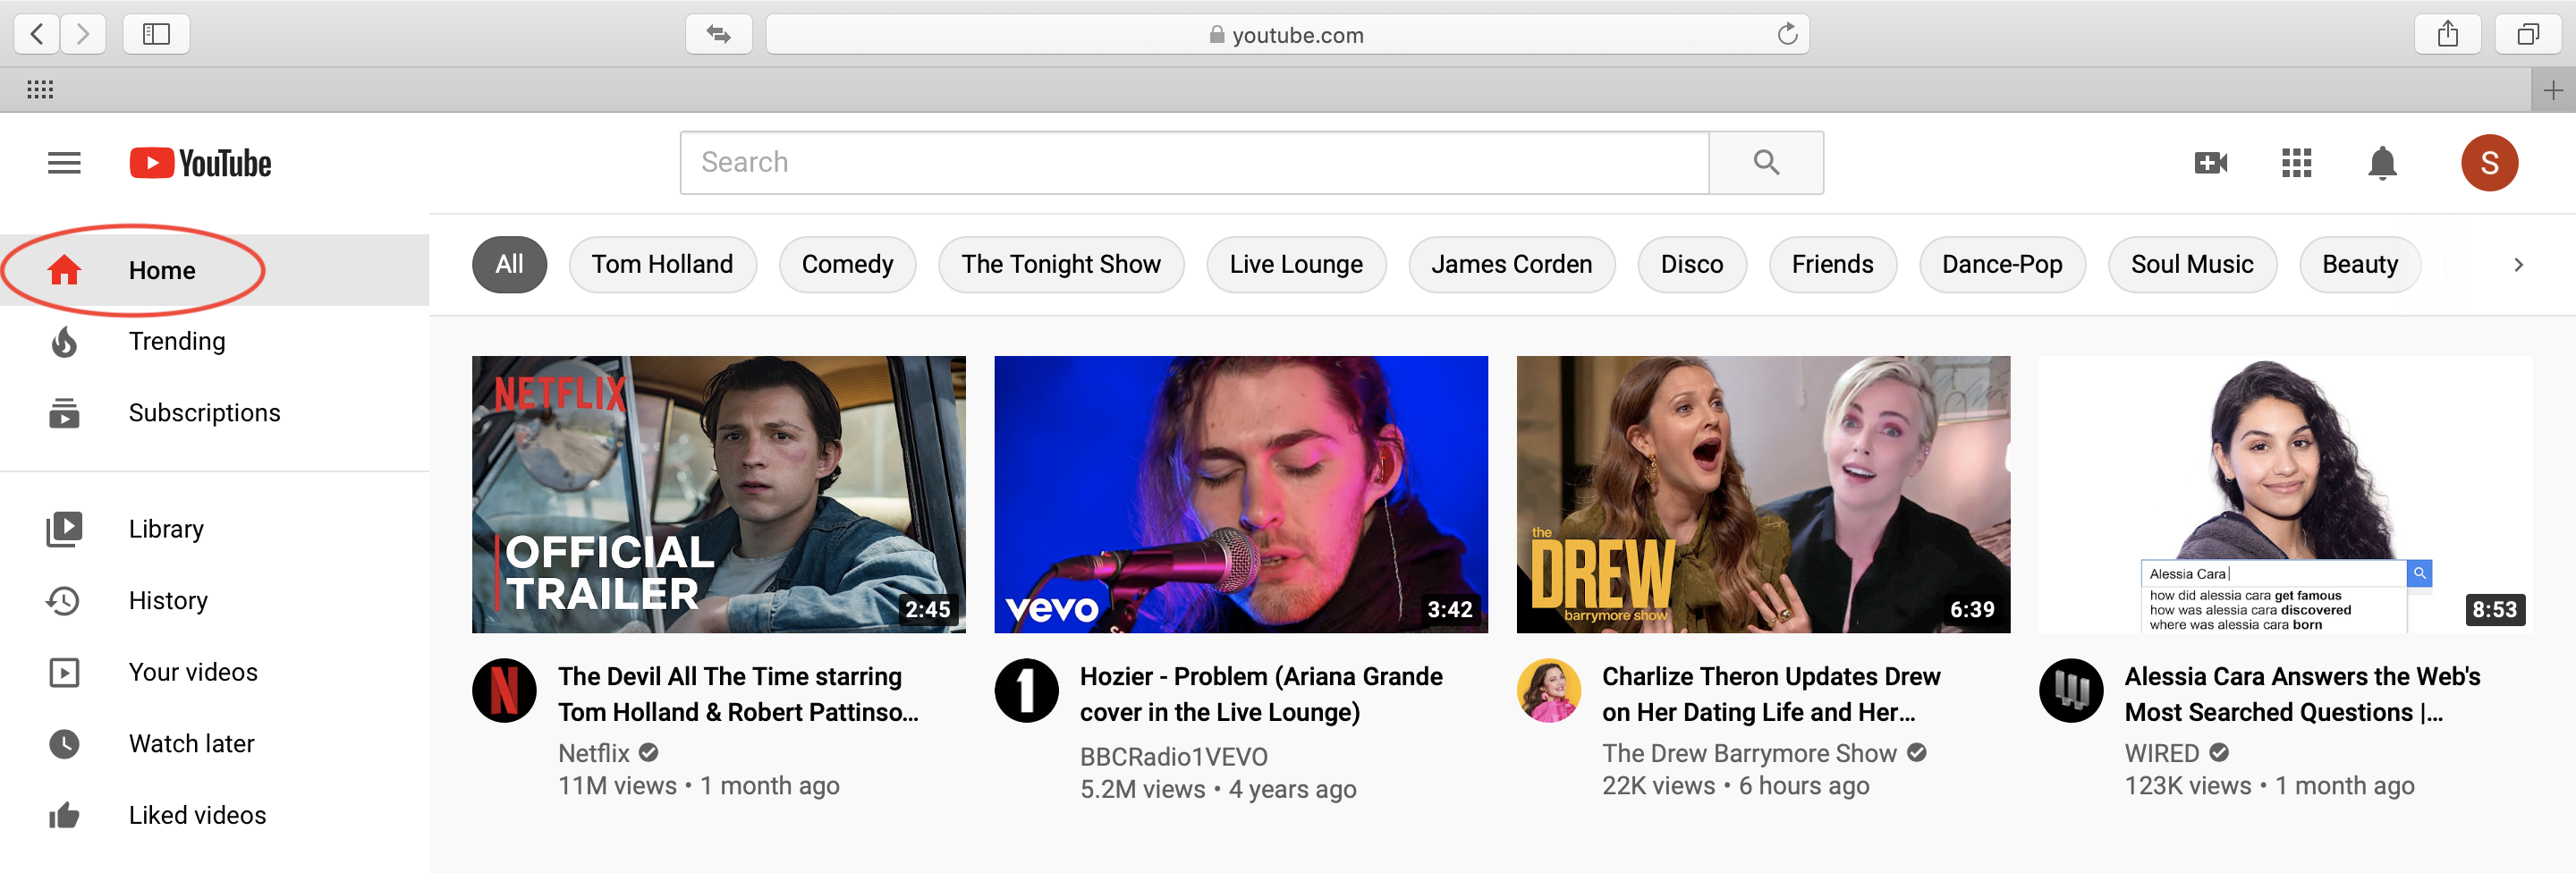 youtube.com
YouTube
Search
S
Home
Trending
Subscriptions
Library
History
Your videos
Watch later
Liked videos
All
Tom Holland
Comedy
The Tonight Show
Live Lounge
James Corden
Disco
Friends
Dance-Pop
Soul Music
Beauty
NETFLIX
OFFICIAL
TRAILER
2:45
N
The Devil All The Time starring
Tom Holland & Robert Pattinso...
Netflix
11M views • 1 month ago
vevo
3:42
1
Hozier - Problem (Ariana Grande
cover in the Live Lounge)
BBCRadio1VEVO
5.2M views • 4 years ago
the
DREW
barrymore show
6:39
Charlize Theron Updates Drew
on Her Dating Life and Her...
The Drew Barrymore Show
22K views • 6 hours ago
Alessia Cara
how did alessia cara get famous
how was alessia cara discovered
where was alessia cara born
8:53
Alessia Cara Answers the Web's
Most Searched Questions |...
WIRED
123K views • 1 month ago